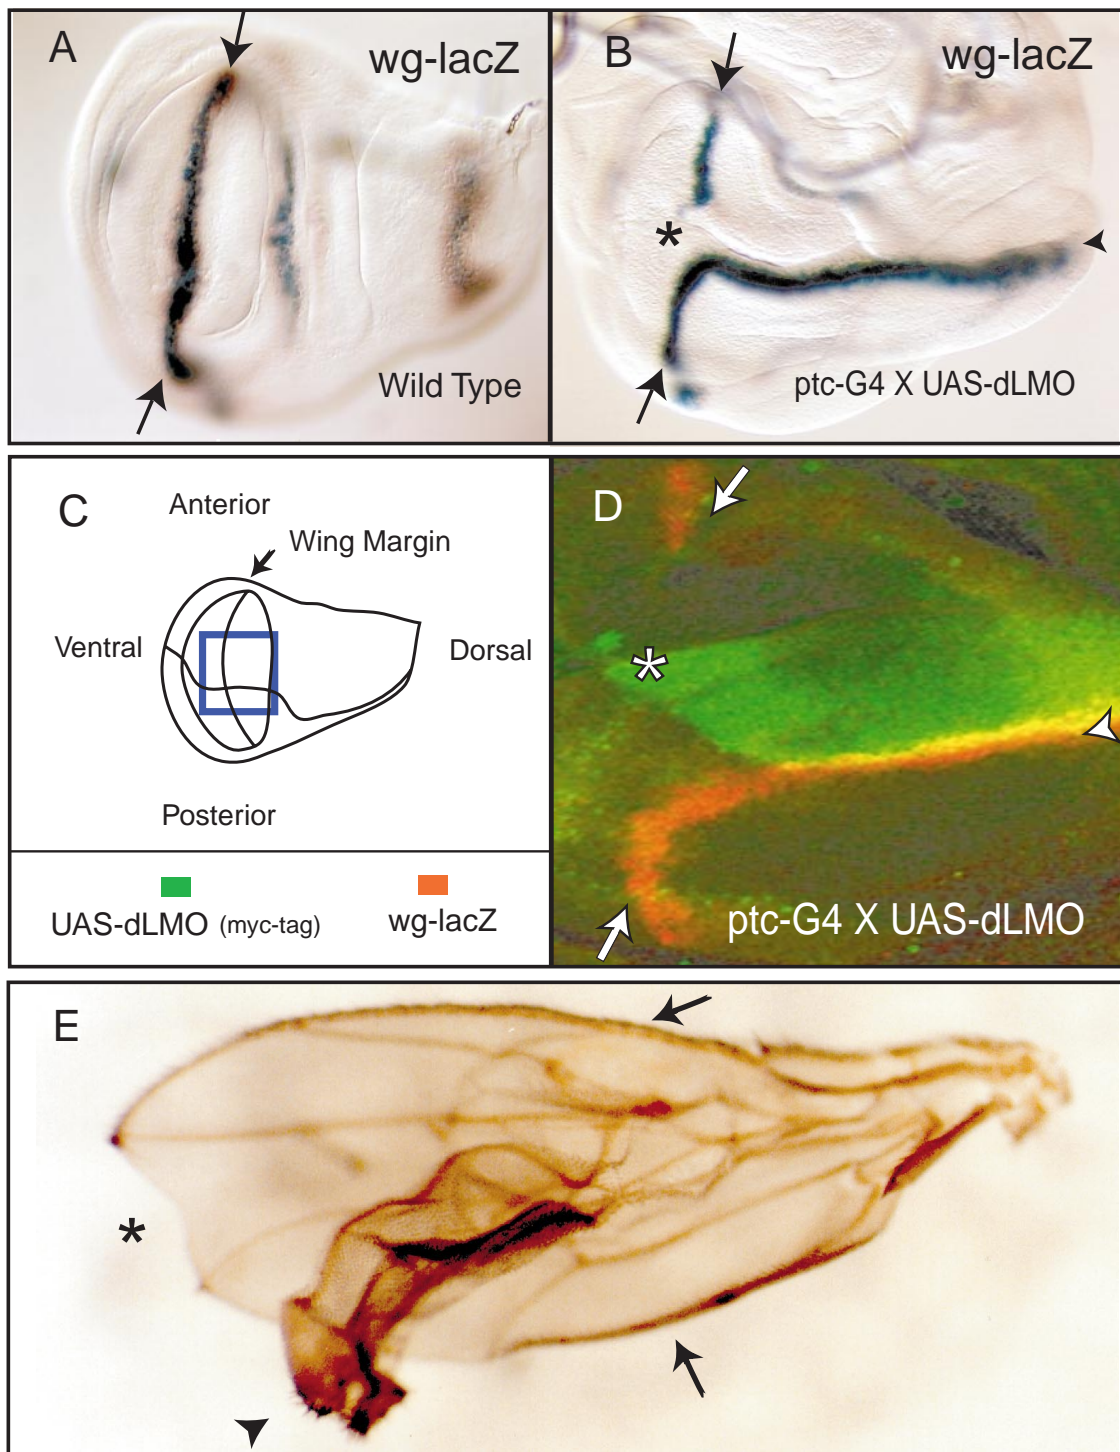 A
wg-lacZ
Wild Type
B
wg-lacZ
*
ptc-G4 X UAS-dLMO
C
Anterior
Wing Margin
Ventral
Dorsal
Posterior
UAS-dLMO (myc-tag)
wg-lacZ
D
*
ptc-G4 X UAS-dLMO
E
*